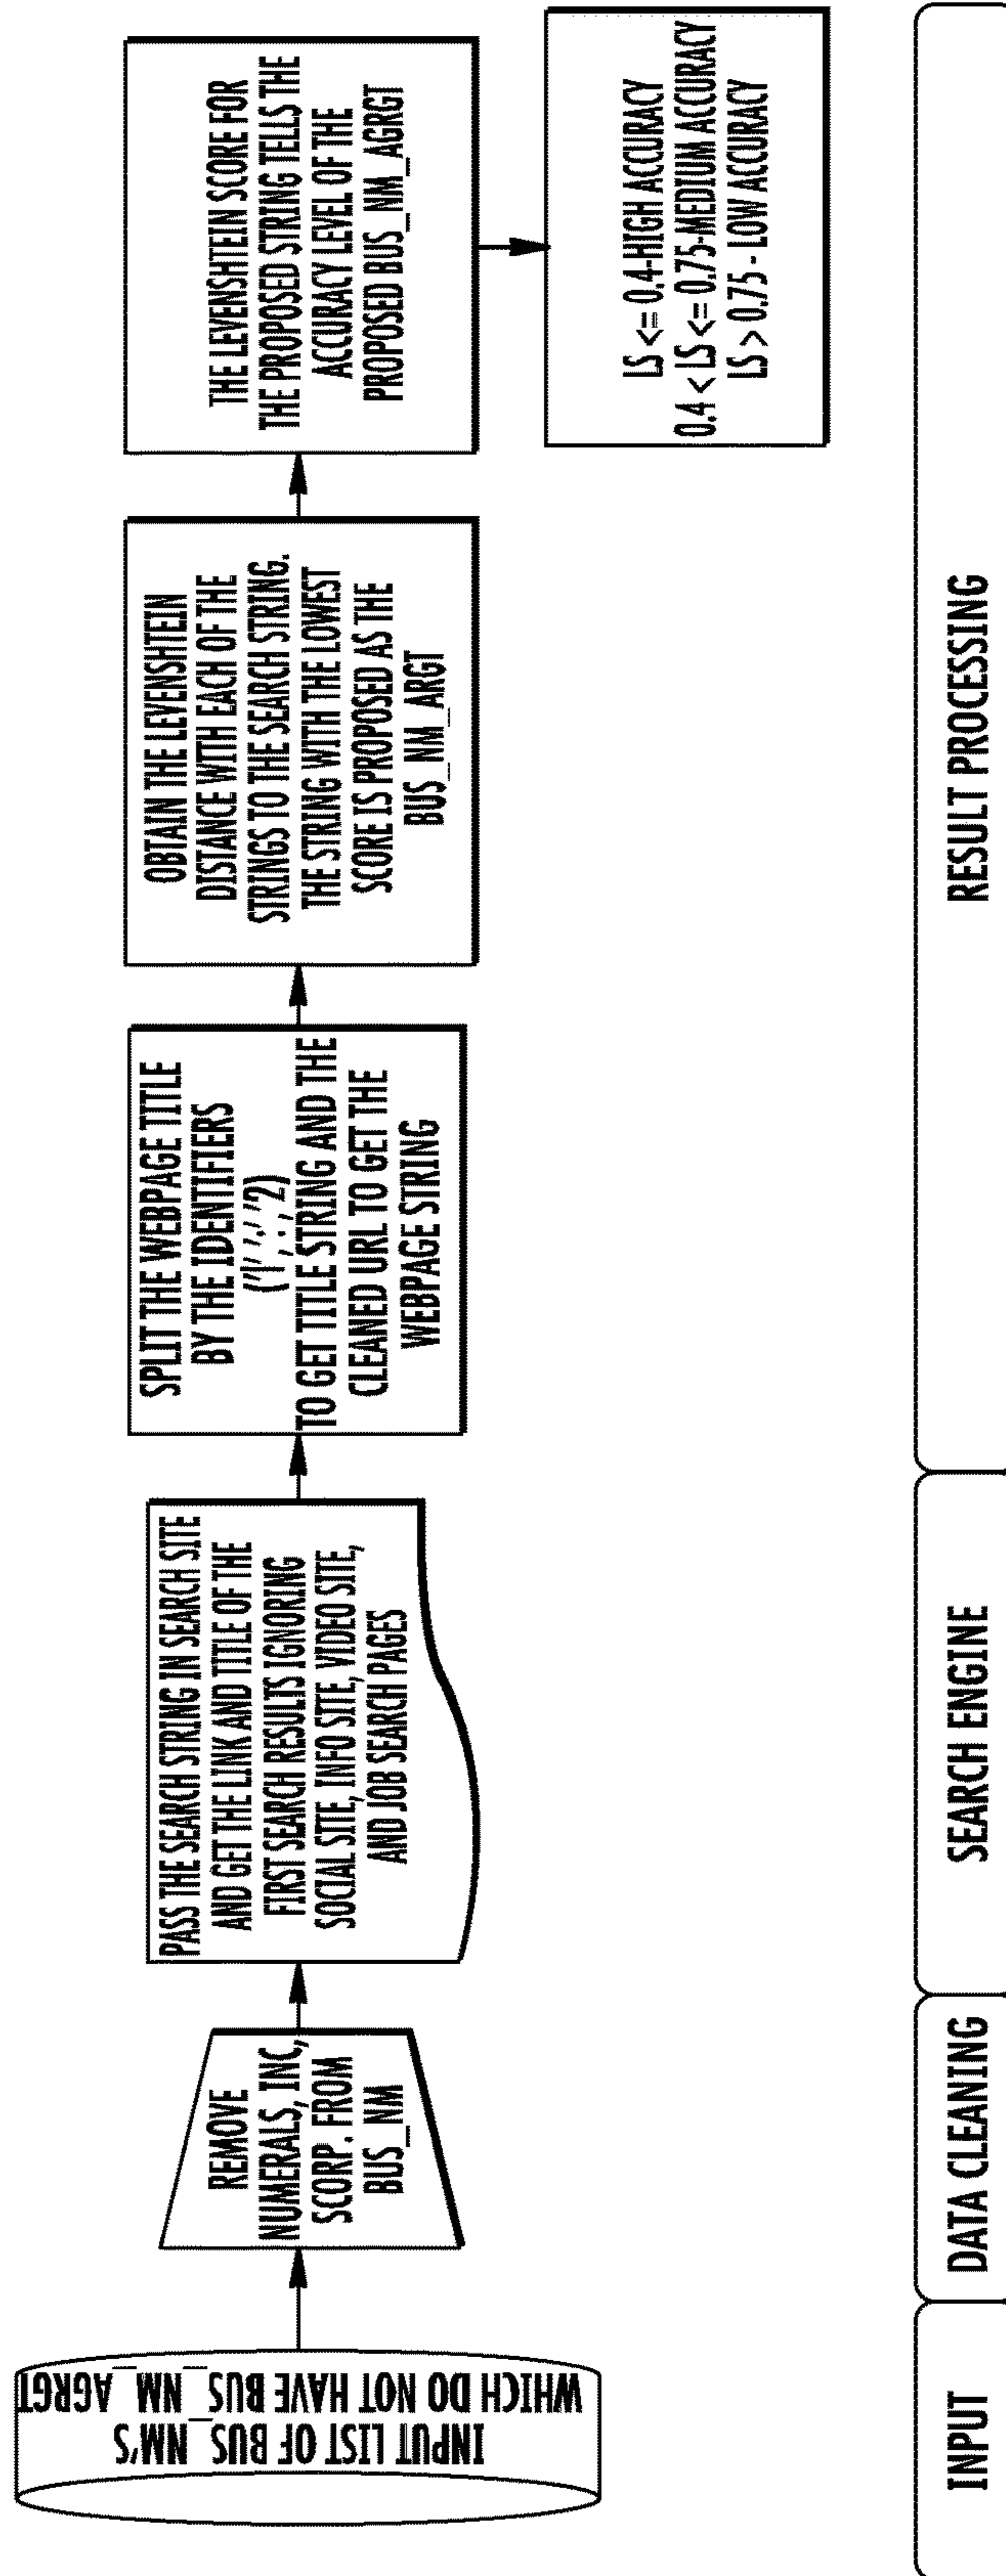 INPUT LIST OF BUS_NM'S
WHICH DO NOT HAVE BUS_NM_AGRGT
REMOVE
NUMERALS, INC,
SCORP. FROM
BUS_NM
PASS THE SEARCH STRING IN SEARCH SITE
AND GET THE LINK AND TITLE OF THE
FIRST SEARCH RESULTS IGNORING
SOCIAL SITE, INFO SITE, VIDEO SITE,
AND JOB SEARCH PAGES
SPLIT THE WEBPAGE TITLE
BY THE IDENTIFIERS
TO GET TITLE STRING AND THE
CLEANED URL TO GET THE
WEBPAGE STRING
OBTAIN THE LEVENSHTEIN
DISTANCE WITH EACH OF THE
STRINGS TO THE SEARCH STRING.
THE STRING WITH THE LOWEST
SCORE IS PROPOSED AS THE
BUS_NM_ARGT
THE LEVENSHTEIN SCORE FOR
THE PROPOSED STRING TELLS THE
ACCURACY LEVEL OF THE
PROPOSED BUS_NM_AGRGT
LS <= 0.4-HIGH ACCURACY
0.4 < LS <= 0.75-MEDIUM ACCURACY
LS > 0.75 - LOW ACCURACY
INPUT
DATA CLEANING
SEARCH ENGINE
RESULT PROCESSING